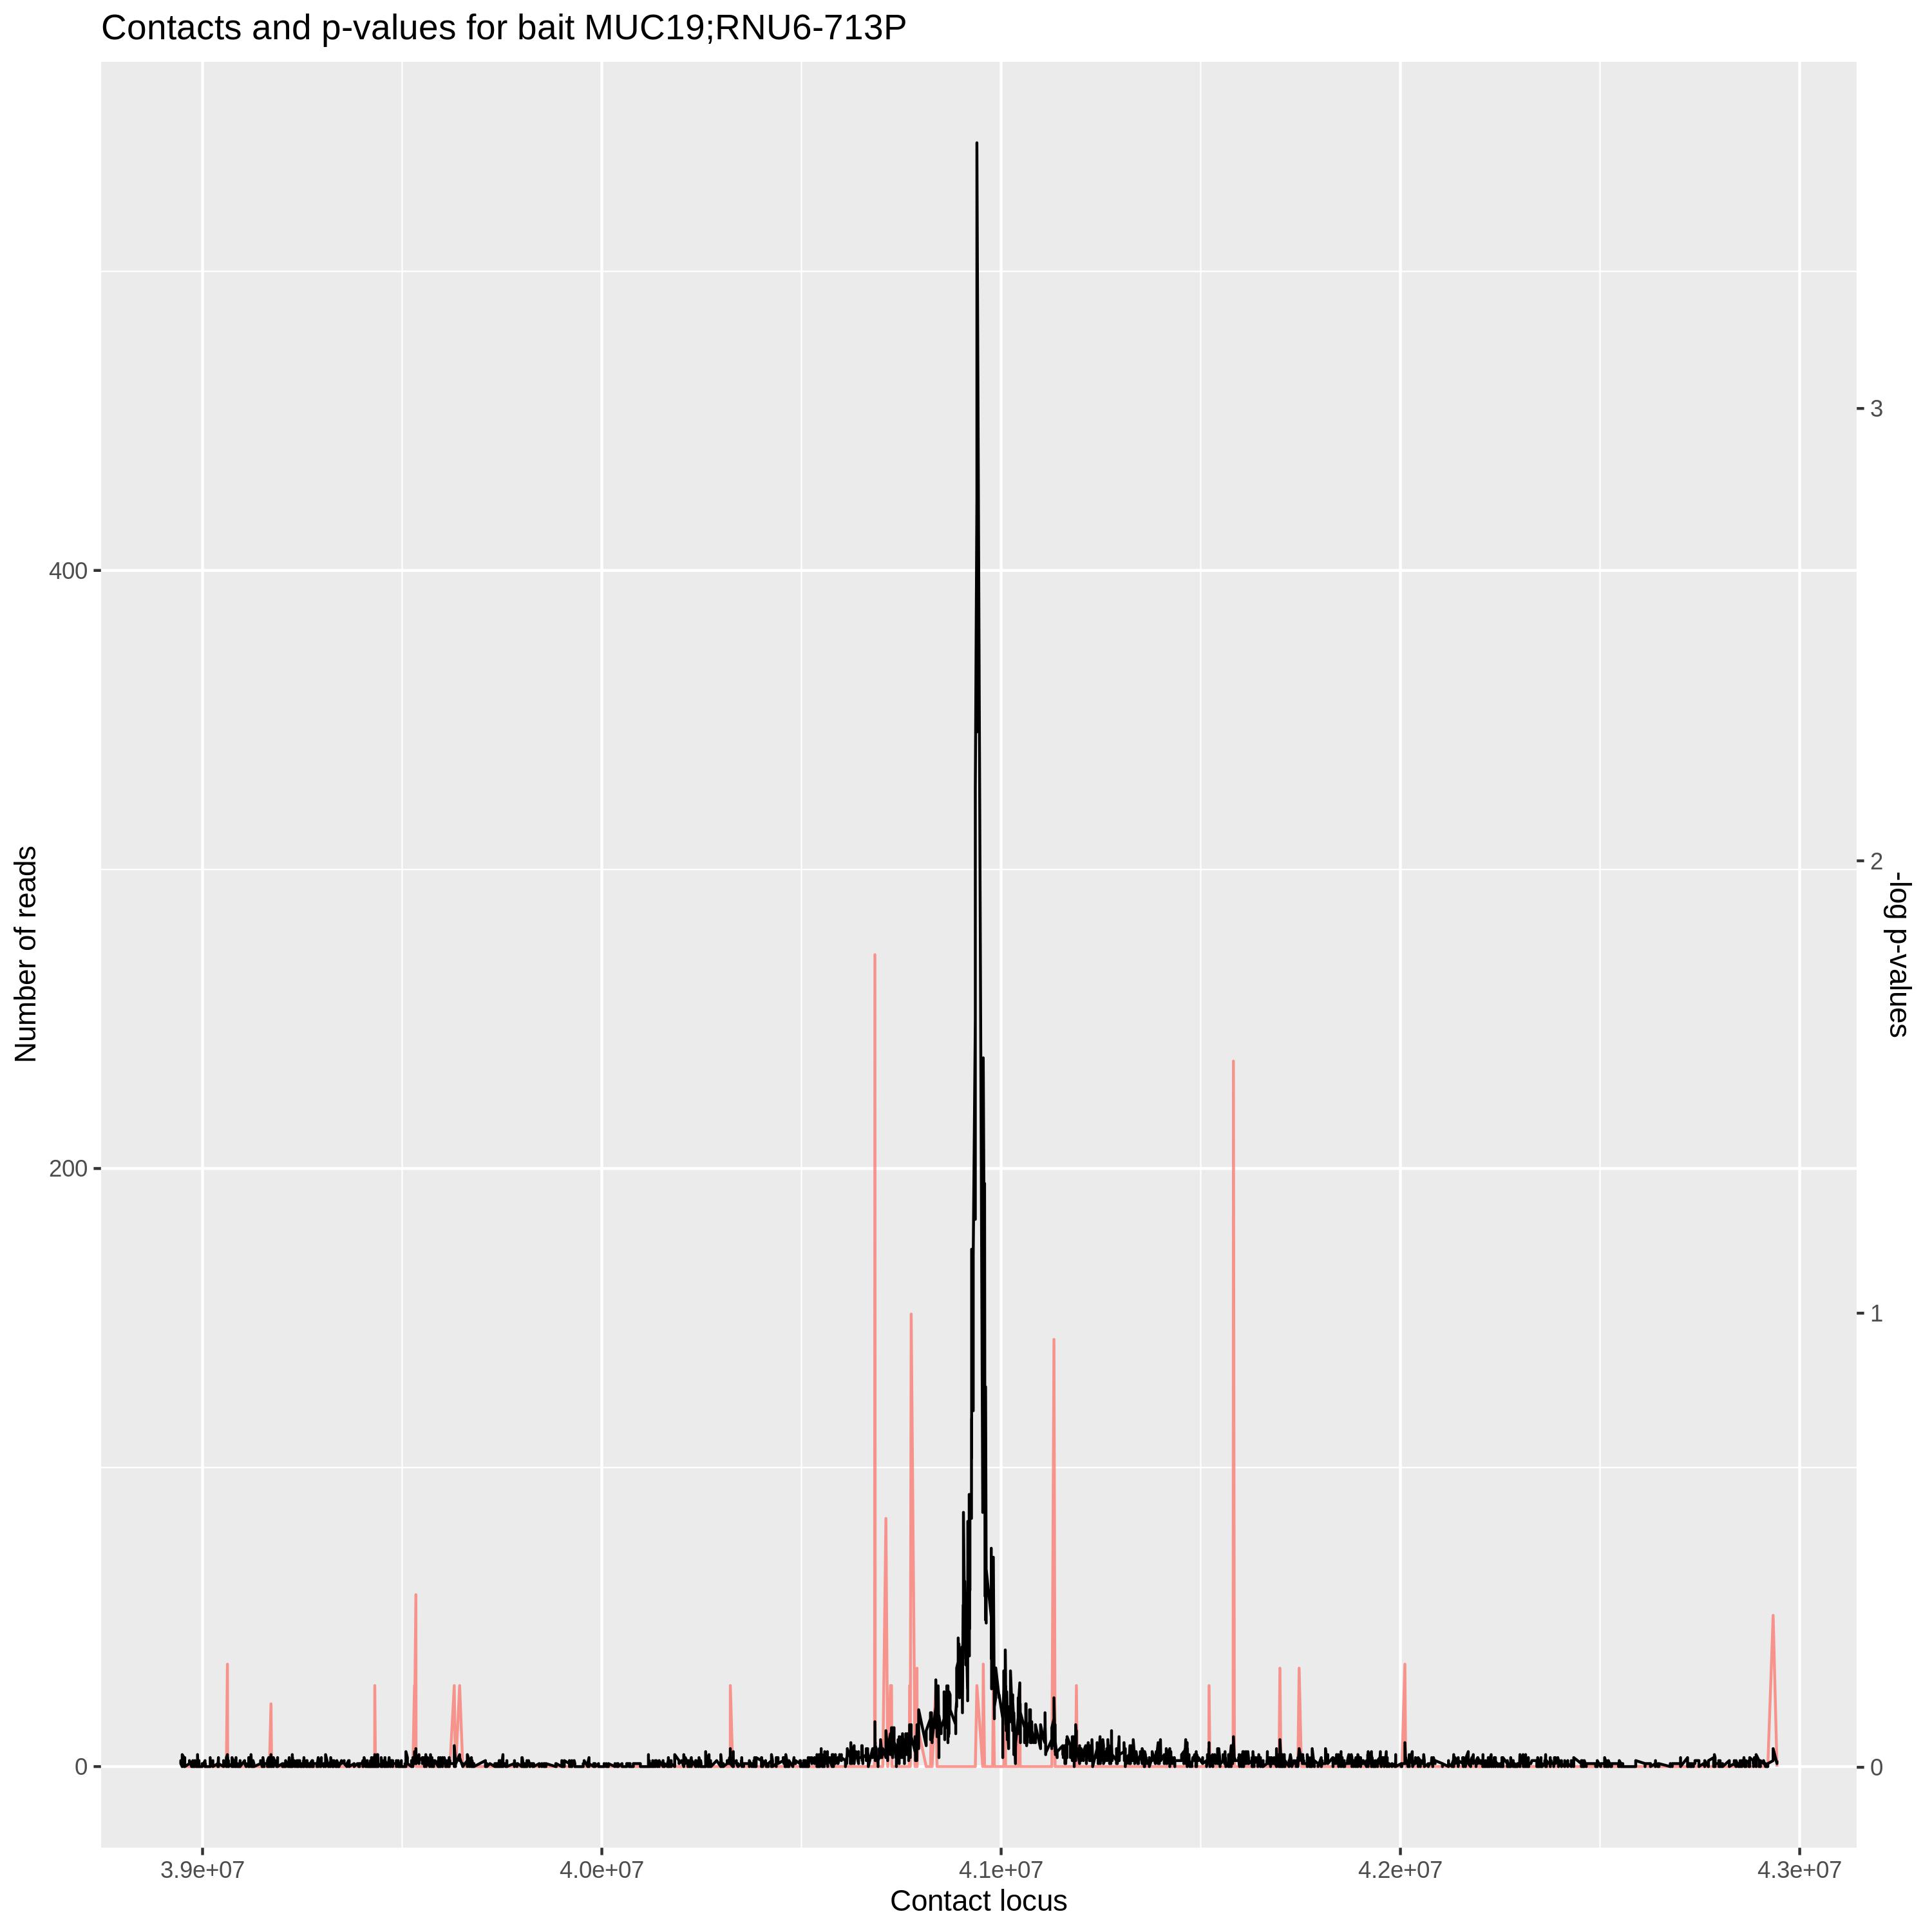 Contacts and p-values for bait MUC19;RNU6-713P
Number of reads
400
200
0
3
2
1
0
-log p-values
3.9e+07 4.0e+07 4.1e+07 4.2e+07 4.3e+07
Contact locus